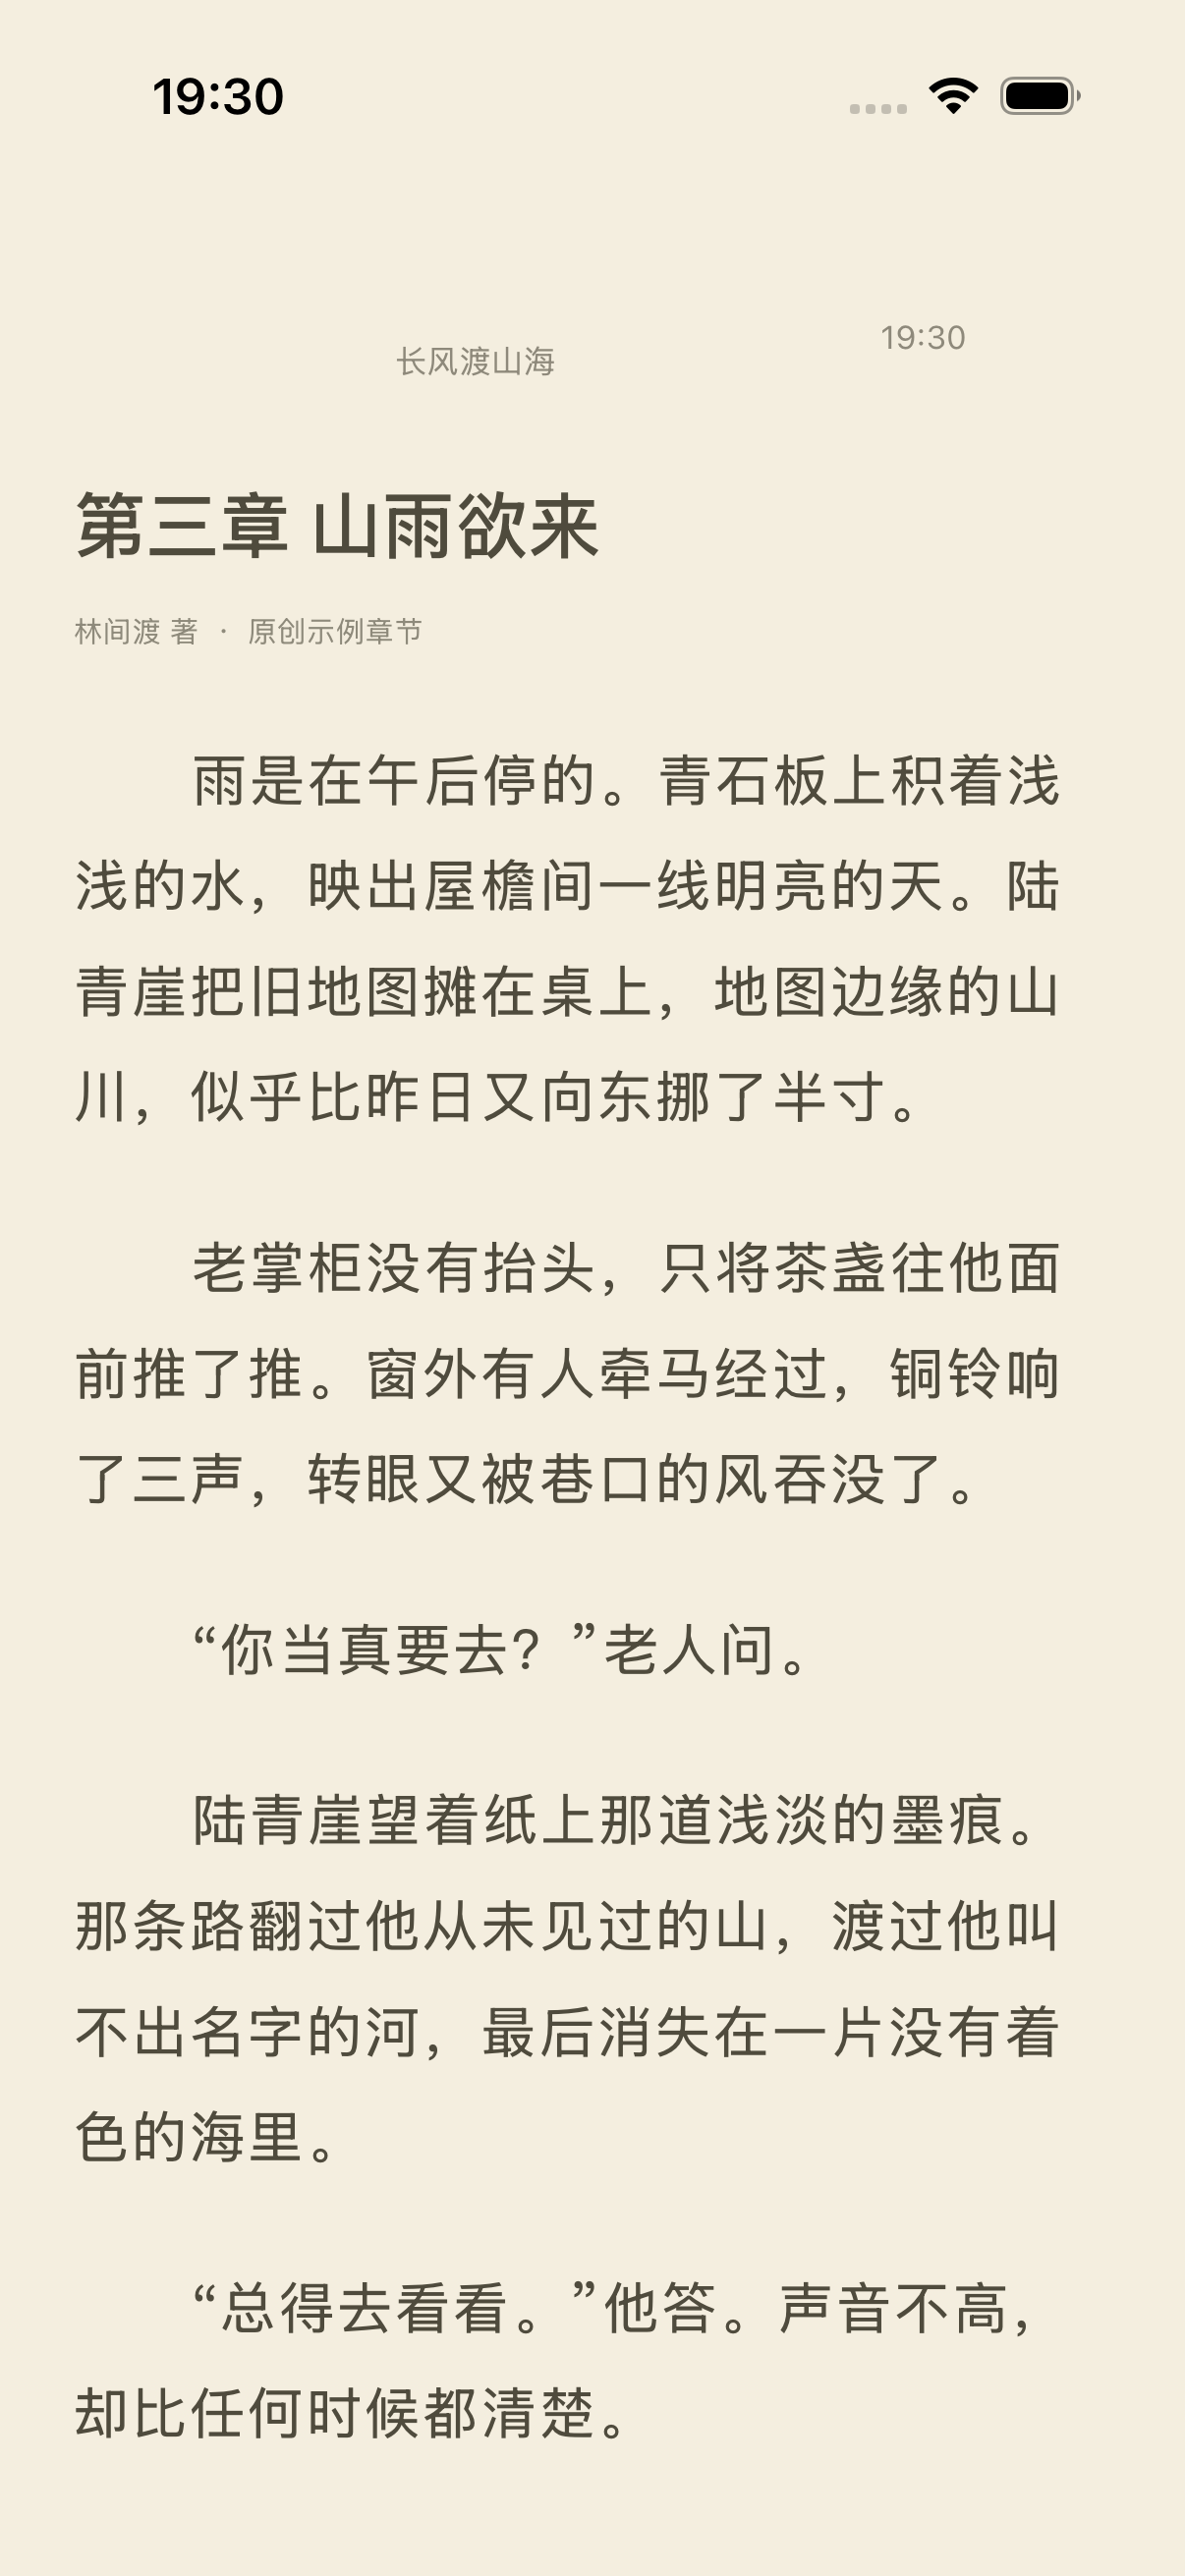 19:30
长风渡山海
19:30
第三章 山雨欲来
林间渡 著 · 原创示例章节
雨是在午后停的。青石板上积着浅
浅的水，映出屋檐间一线明亮的天。陆
青崖把旧地图摊在桌上，地图边缘的山
川，似乎比昨日又向东挪了半寸。
老掌柜没有抬头，只将茶盏往他面
前推了推。窗外有人牵马经过，铜铃响
了三声，转眼又被巷口的风吞没了。
“你当真要去？”老人问。
陆青崖望着纸上那道浅淡的墨痕。
那条路翻过他从未见过的山，渡过他叫
不出名字的河，最后消失在一片没有着
色的海里。
“总得去看看。”他答。声音不高，
却比任何时候都清楚。